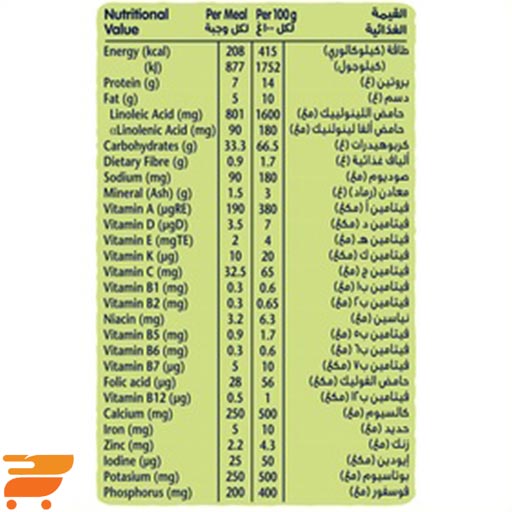 Nutritional Per Meal Per 100g القيمة
Value لكل وجبة لكل ١٠٠غ الغذائية
Energy (kcal) 208 415 طاقة (كيلوكالوري)
(kJ) 877 1752 (كيلوجول)
Protein (g) 7 14 بروتين (غ)
Fat (g) 5 10 دسم (غ)
Linoleic Acid (mg) 801 1600 حامض اللينولييك (مغ)
αLinolenic Acid (mg) 90 180 حامض ألفا لينولنيك (مغ)
Carbohydrates (g) 33.3 66.5 كربوهيدرات (غ)
Dietary Fibre (g) 0.9 1.7 ألياف غذائية (غ)
Sodium (mg) 90 180 صوديوم (مغ)
Mineral (Ash) (g) 1.5 3 معادن (رماد) (غ)
Vitamin A (µgRE) 190 380 فيتامين أ (مكغ)
Vitamin D (µgD) 3.5 7 فيتامين د (مكغ)
Vitamin E (mgTE) 2 4 فيتامين هـ (مغ)
Vitamin K (µg) 10 20 فيتامين ك (مكغ)
Vitamin C (mg) 32.5 65 فيتامين ج (مغ)
Vitamin B1 (mg) 0.3 0.6 فيتامين ب١ (مغ)
Vitamin B2 (mg) 0.3 0.65 فيتامين ب٢ (مغ)
Niacin (mg) 3.2 6.3 نياسين (مغ)
Vitamin B5 (mg) 0.9 1.7 فيتامين ب٥ (مغ)
Vitamin B6 (mg) 0.3 0.6 فيتامين ب٦ (مغ)
Vitamin B7 (µg) 5 10 فيتامين ب٧ (مكغ)
Folic acid (µg) 28 56 حامض الفوليك (مكغ)
Vitamin B12 (µg) 0.5 1 فيتامين ب١٢ (مكغ)
Calcium (mg) 250 500 كالسيوم (مغ)
Iron (mg) 5 10 حديد (مغ)
Zinc (mg) 2.2 4.3 زنك (مغ)
Iodine (µg) 25 50 إيودين (مكغ)
Potassium (mg) 250 500 بوتاسيوم (مغ)
Phosphorus (mg) 200 400 فوسفور (مغ)